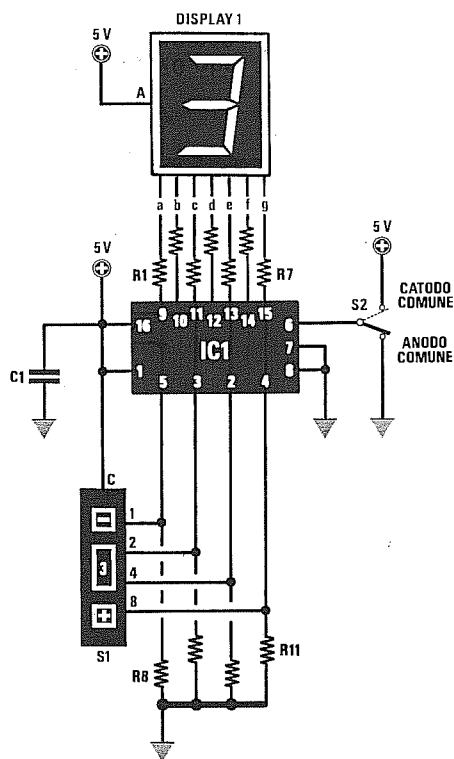 DISPLAY 1
5 V
A
3
a b c d e f g
5 V
R1
R7
5 V
S2
CATODO
COMUNE
ANODO
COMUNE
9 10 11 12 13 14 15
16
6
IC1
7
1
8
5 3 2 4
C1
C
1
2
3
4
8
S1
R8
R11